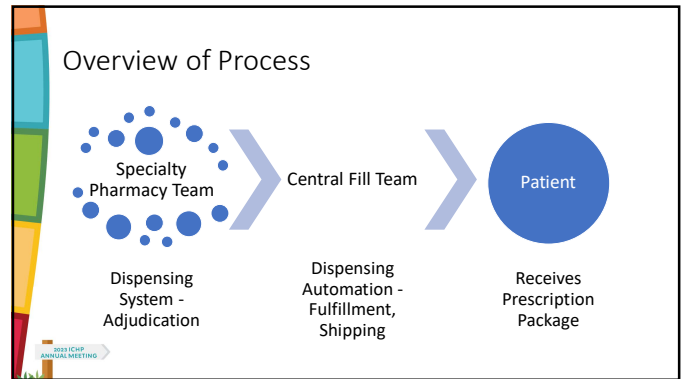 Overview of Process
Specialty
Pharmacy Team
Central Fill Team
Patient
Dispensing
System -
Adjudication
Dispensing
Automation -
Fulfillment,
Shipping
Receives
Prescription
Package
2023 ICHP
ANNUAL MEETING